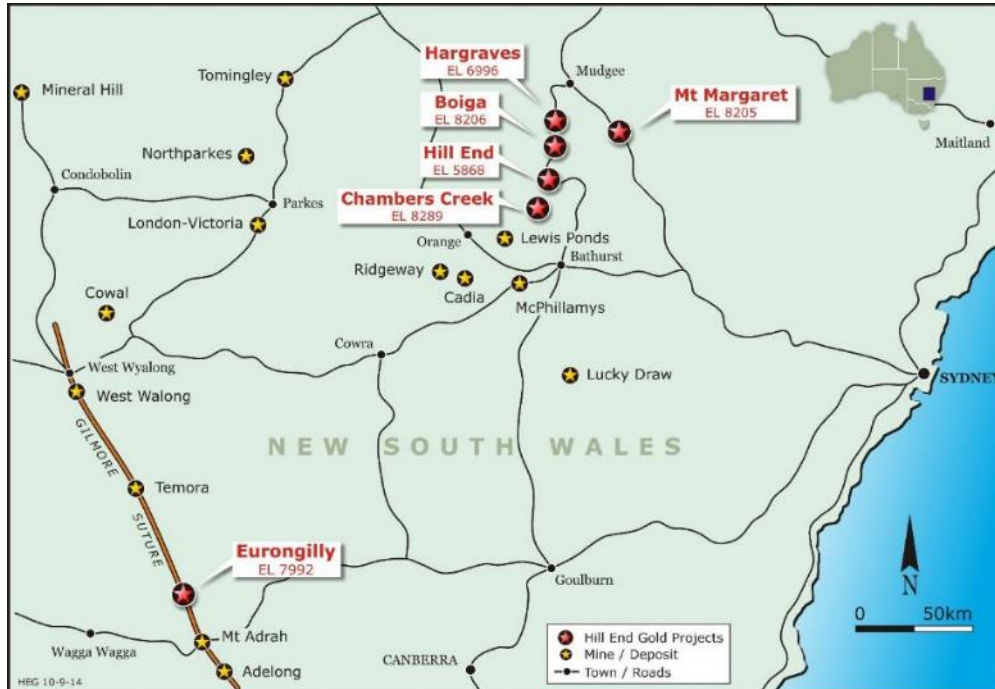 Hargraves
EL 6996
Mudgee
Tomingley
Mineral Hill
Boiga
EL 8206
Mt Margaret
EL 8205
Maitland
Northparkes
Hill End
EL 5868
Condobolin
Chambers Creek
EL 8289
Parkes
London-Victoria
Orange
Lewis Ponds
Bathurst
Ridgeway
Cadia
McPhillamys
Cowal
Cowra
West Wyalong
Lucky Draw
SYDNEY
West Walong
NEW SOUTH WALES
GILMORE
SUTURE
Temora
Eurongilly
EL 7992
Goulburn
N
0 50km
Mt Adrah
Wagga Wagga
Adelong
CANBERRA
Hill End Gold Projects
Mine / Deposit
Town / Roads
HEG 10-9-14